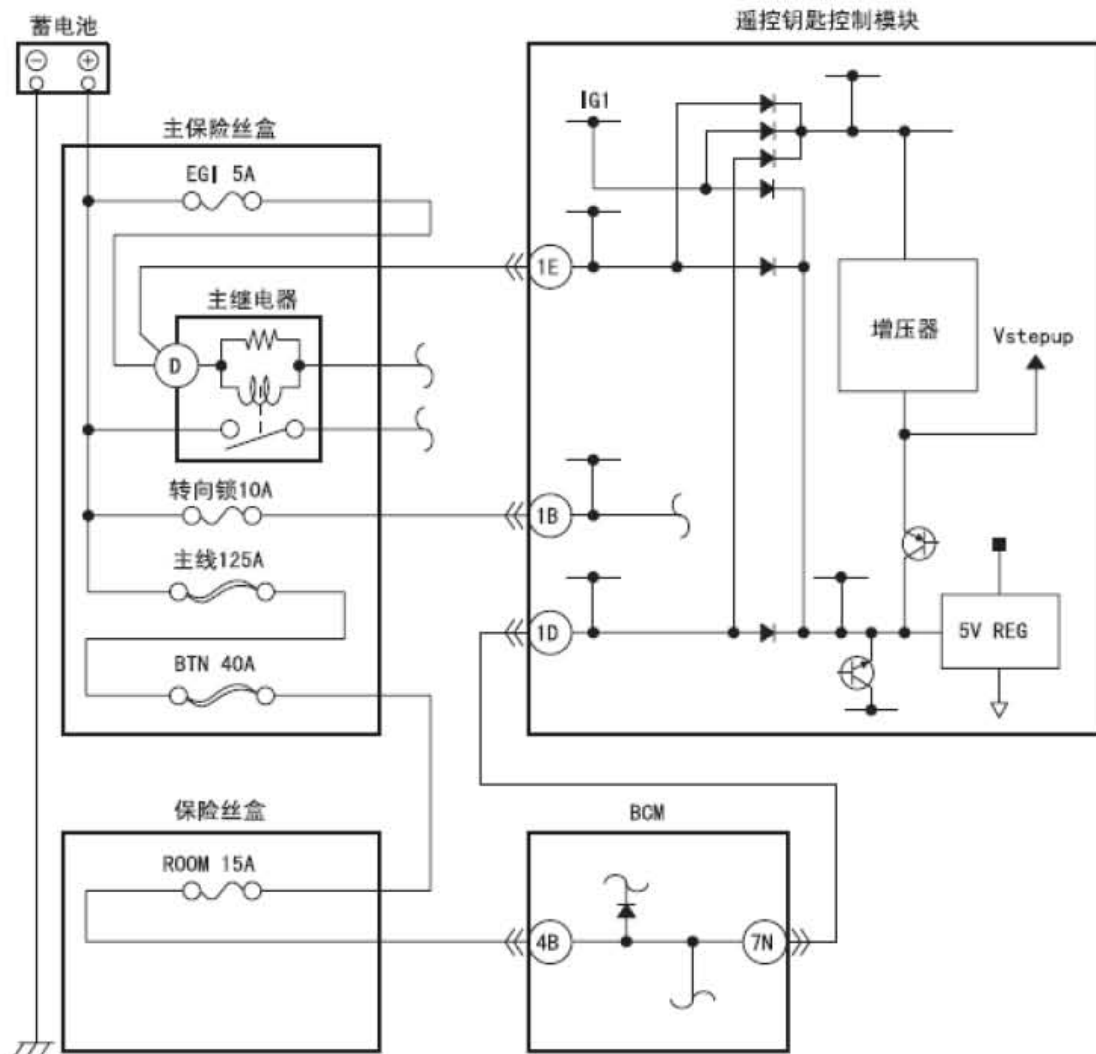 蓄电池
遥控钥匙控制模块
主保险丝盒
IG1
EGI 5A
1E
主继电器
D
增压器
Vstepup
转向锁10A
1B
主线125A
1D
5V REG
BTN 40A
保险丝盒
BCM
ROOM 15A
4B
7N